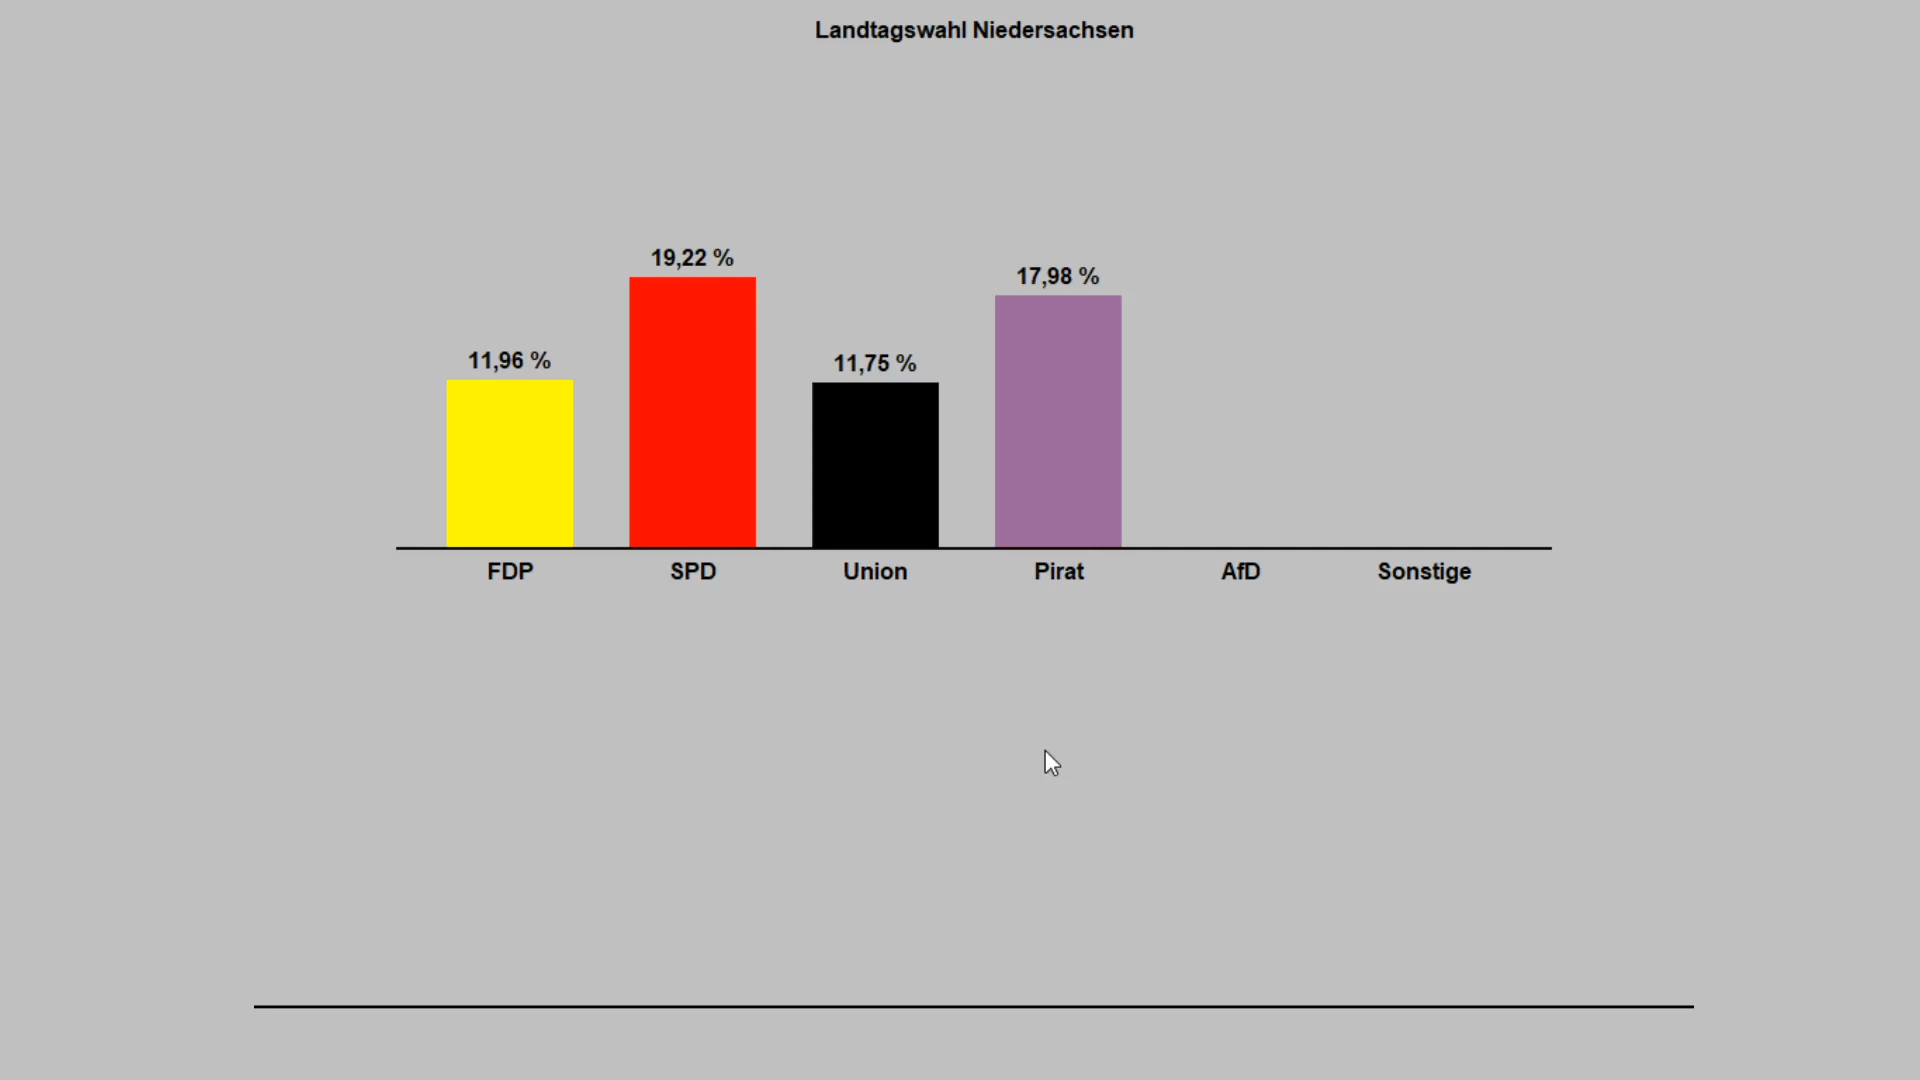 Landtagswahl Niedersachsen
19,22 %
17,98 %
11,96 %
11,75 %
FDP SPD Union Pirat AfD Sonstige